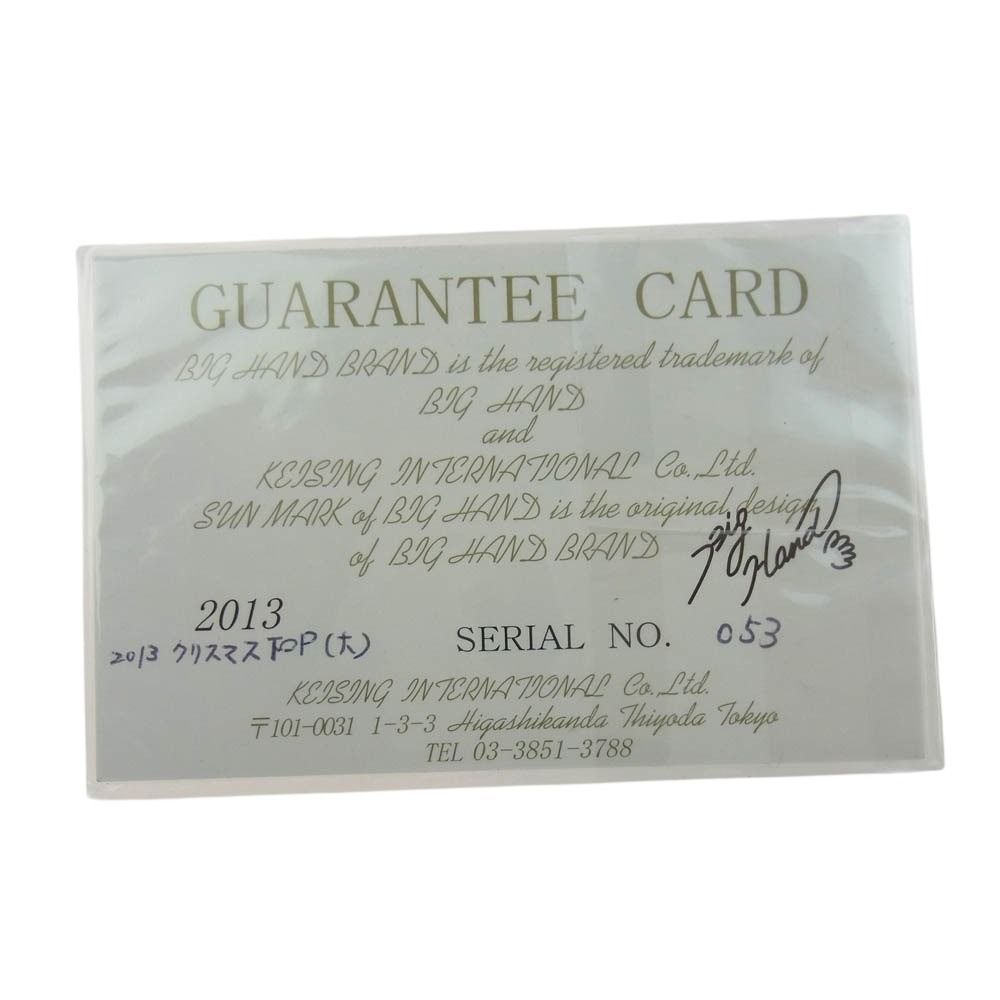 GUARANTEE CARD
BIG HAND BRAND is the registered trademark of
BIG HAND
and
KEISING INTERNATIONAL Co.,Ltd.
SUN MARK of BIG HAND is the original design
of BIG HAND BRAND
Big Hand
2013
2013 クリスマスTOP(大)
SERIAL NO. 053
KEISING INTERNATIONAL Co.,Ltd.
〒101-0031 1-3-3 Higashikanda Thiyoda Tokyo
TEL 03-3851-3788